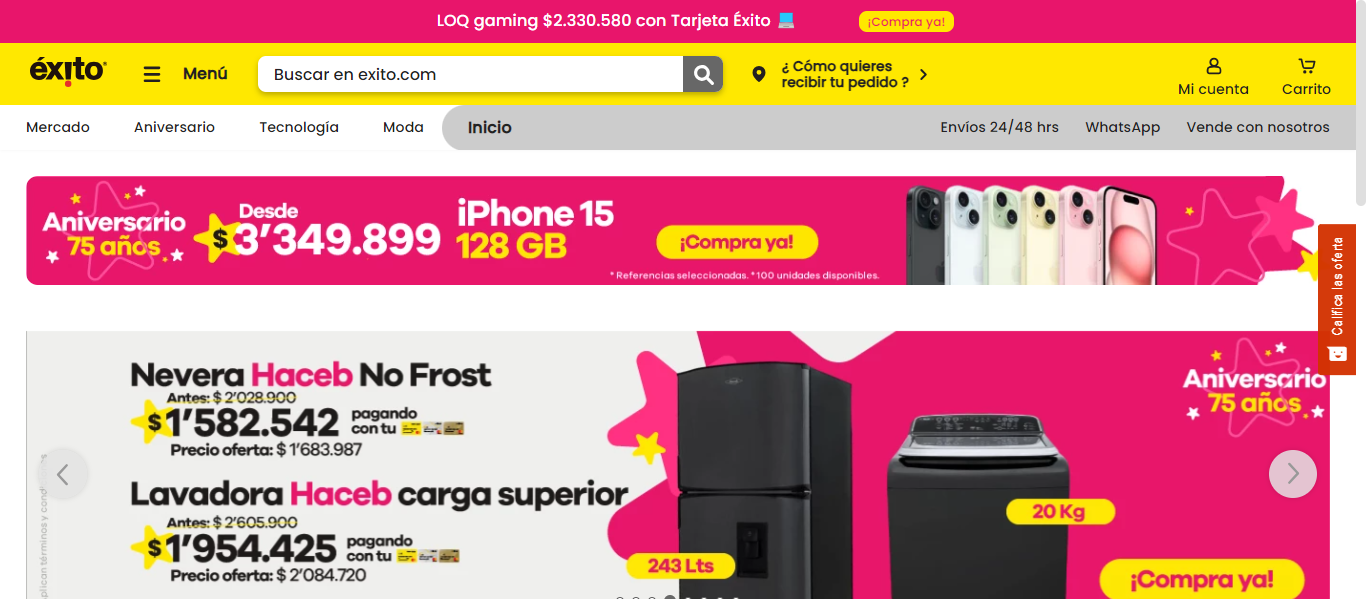 LOQ gaming $2.330.580 con Tarjeta Éxito
¡Compra ya!
éxito
Menú
Buscar en exito.com
¿ Cómo quieres
recibir tu pedido ?
Mi cuenta
Carrito
Mercado
Aniversario
Tecnología
Moda
Inicio
Envíos 24/48 hrs
WhatsApp
Vende con nosotros
Aniversario
75 años
Desde
$3'349.899
iPhone 15
128 GB
¡Compra ya!
* Referencias seleccionadas. *100 unidades disponibles.
Califica las oferta
Nevera Haceb No Frost
Antes: $ 2'028.900
$1'582.542
pagando
con tu
Precio oferta: $ 1'683.987
Lavadora Haceb carga superior
Antes: $ 2'605.900
$1'954.425
pagando
con tu
Precio oferta: $ 2'084.720
243 Lts
20 Kg
Aniversario
75 años
¡Compra ya!
plican términos y cond